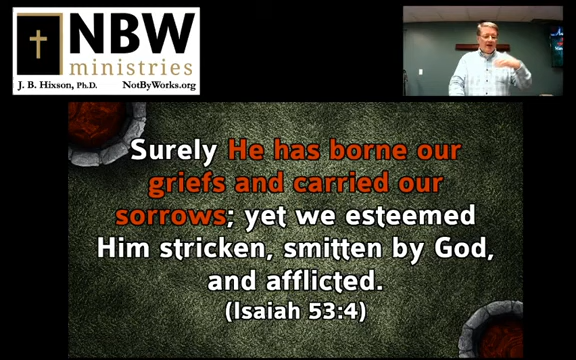 NBW
ministries
J. B. Hixson, Ph.D. NotByWorks.org
Surely He has borne our
griefs and carried our
sorrows; yet we esteemed
Him stricken, smitten by God,
and afflicted.
(Isaiah 53:4)